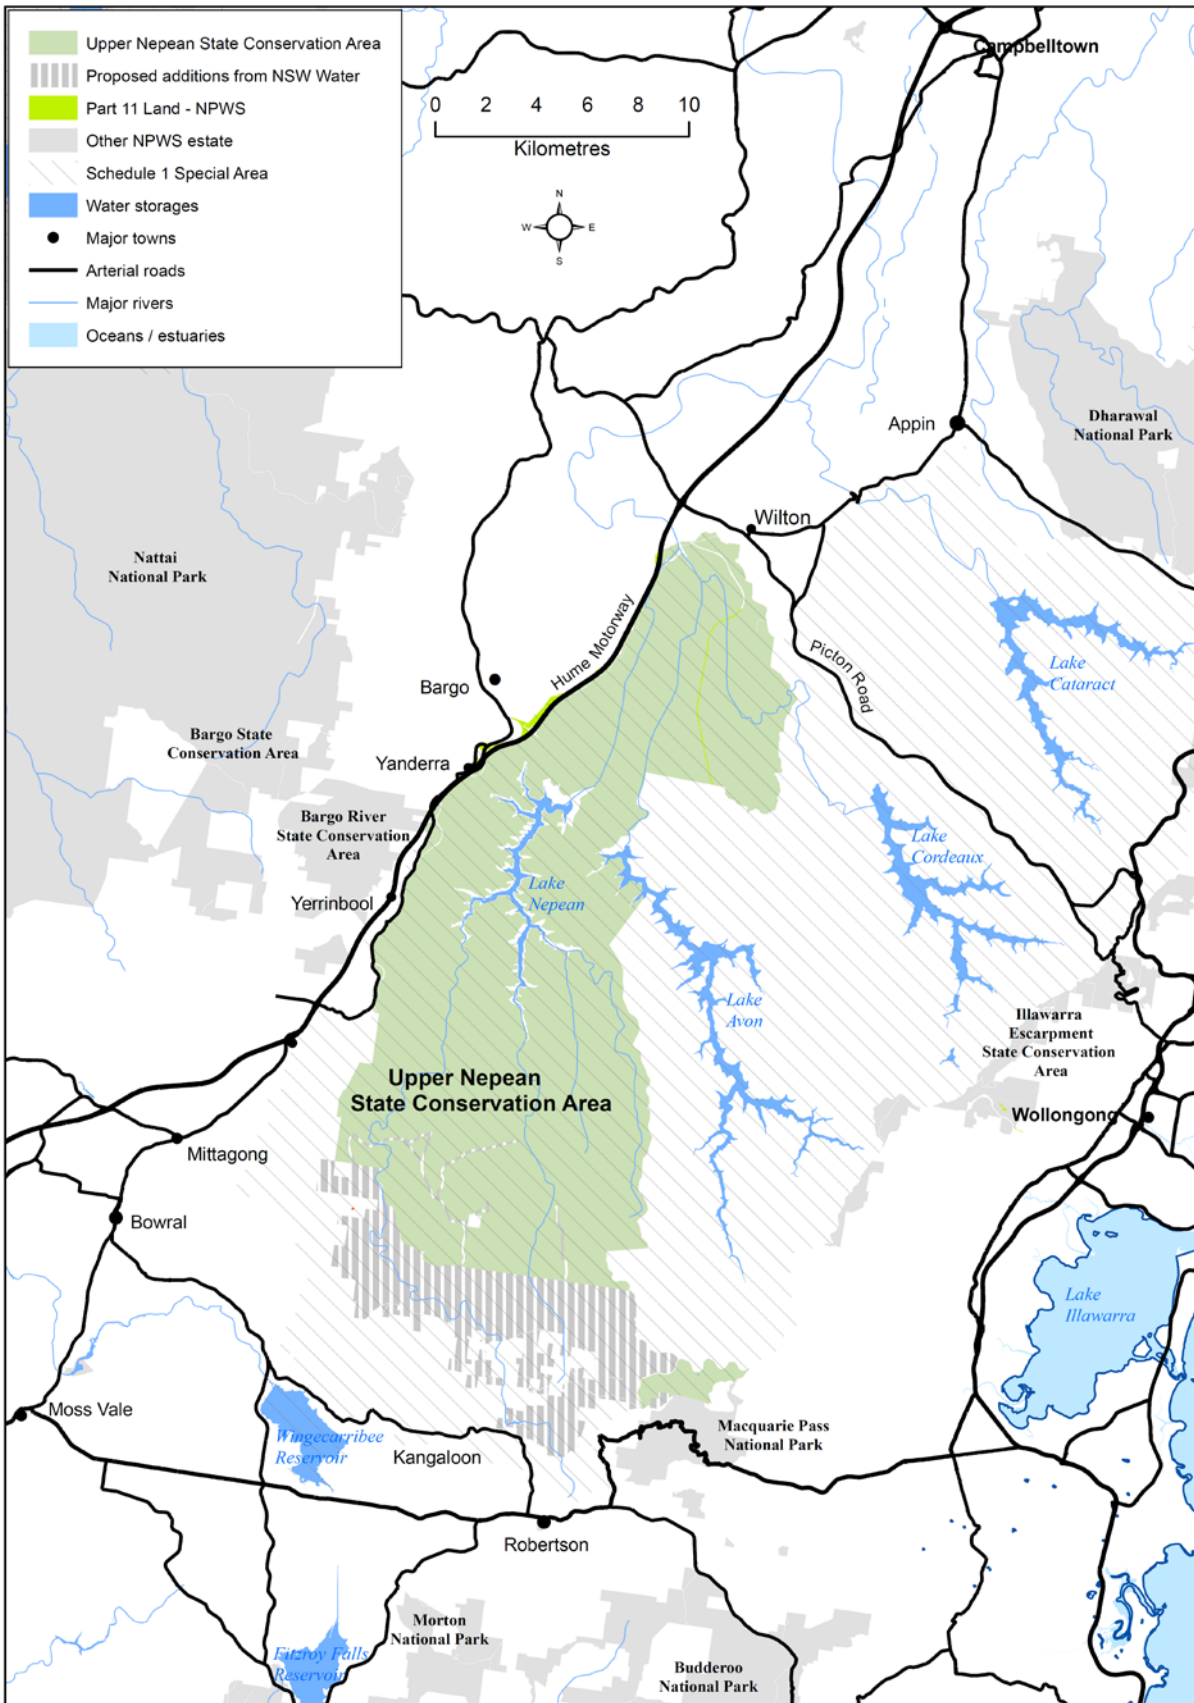 Upper Nepean State Conservation Area
Proposed additions from NSW Water
Part 11 Land - NPWS
Other NPWS estate
Schedule 1 Special Area
Water storages
Major towns
Arterial roads
Major rivers
Oceans / estuaries
0 2 4 6 8 10
Kilometres
N
W E
S
Campbelltown
Appin
Dharawal
National Park
Wilton
Nattai
National Park
Hume Motorway
Picton Road
Lake
Cataract
Bargo
Bargo State
Conservation Area
Yanderra
Bargo River
State Conservation
Area
Lake
Cordeaux
Yerrinbool
Lake
Nepean
Lake
Avon
Illawarra
Escarpment
State Conservation
Area
Upper Nepean
State Conservation Area
Wollongong
Mittagong
Bowral
Lake
Illawarra
Moss Vale
Wingecarribee
Reservoir
Kangaloon
Macquarie Pass
National Park
Robertson
Morton
National Park
Fitzroy Falls
Reservoir
Budderoo
National Park